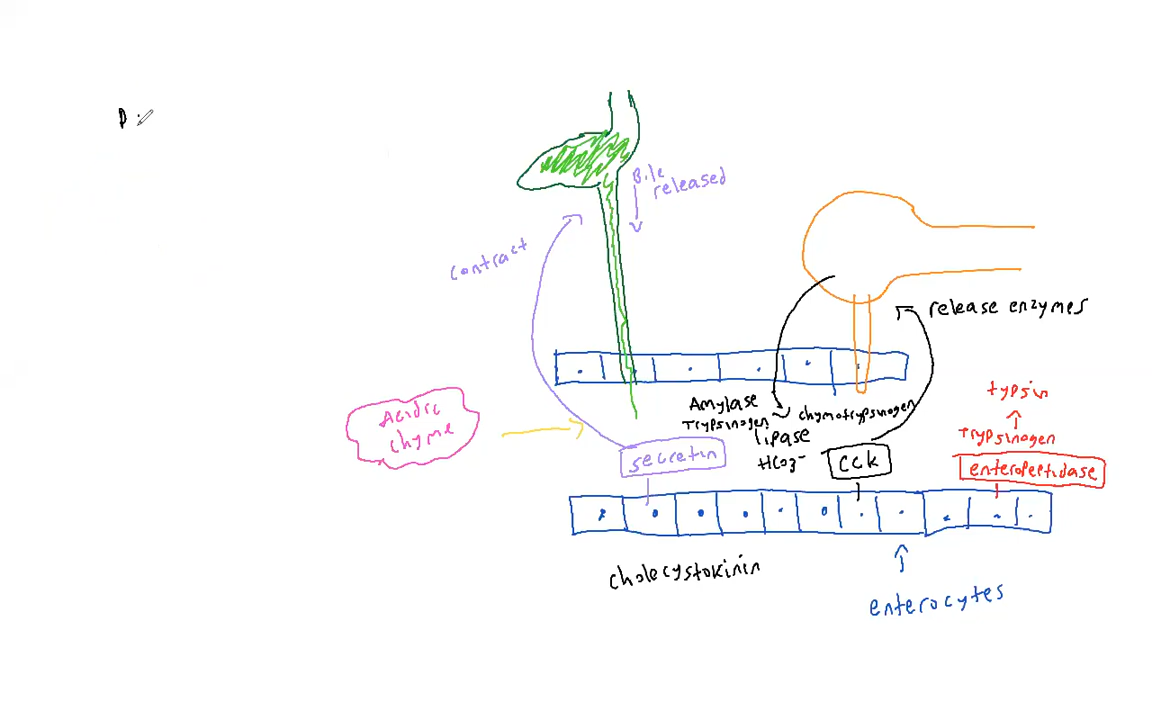 Bile
released
contract
release enzymes
Acidic
chyme
Amylase
Trypsinogen
chymotrypsinogen
lipase
HCO3-
secretin
cck
typsin
Trypsinogen
enteropeptidase
cholecystokinin
enterocytes